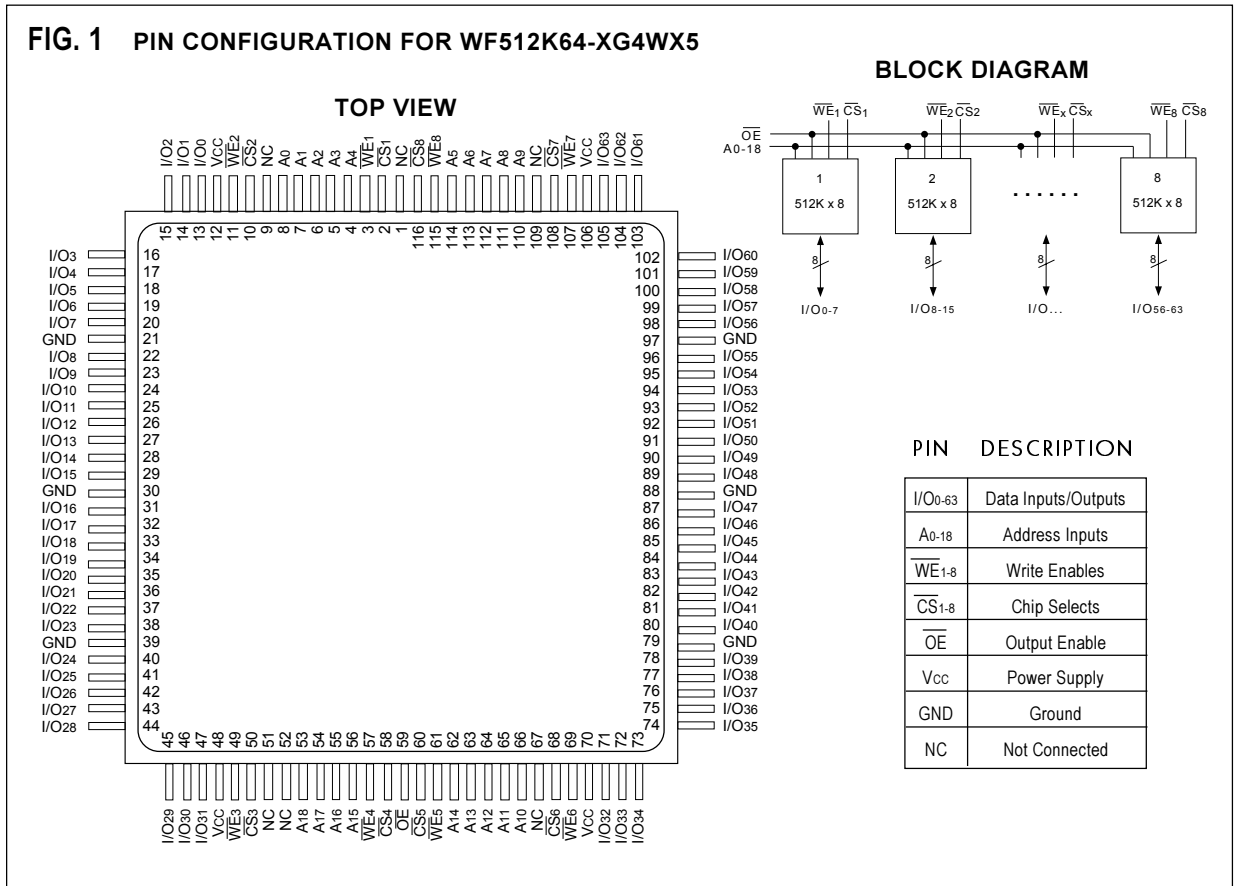 FIG. 1 PIN CONFIGURATION FOR WF512K64-XG4WX5
TOP VIEW
I/O2 I/O1 I/O0 VCC WE2 CS2 NC A0 A1 A2 A3 A4 WE1 CS1 NC CS8 WE8 A5 A6 A7 A8 A9 NC CS7 WE7 VCC I/O63 I/O62 I/O61
15 14 13 12 11 10 9 8 7 6 5 4 3 2 1 116 115 114 113 112 111 110 109 108 107 106 105 104 103
I/O3 16 102 I/O60
I/O4 17 101 I/O59
I/O5 18 100 I/O58
I/O6 19 99 I/O57
I/O7 20 98 I/O56
GND 21 97 GND
I/O8 22 96 I/O55
I/O9 23 95 I/O54
I/O10 24 94 I/O53
I/O11 25 93 I/O52
I/O12 26 92 I/O51
I/O13 27 91 I/O50
I/O14 28 90 I/O49
I/O15 29 89 I/O48
GND 30 88 GND
I/O16 31 87 I/O47
I/O17 32 86 I/O46
I/O18 33 85 I/O45
I/O19 34 84 I/O44
I/O20 35 83 I/O43
I/O21 36 82 I/O42
I/O22 37 81 I/O41
I/O23 38 80 I/O40
GND 39 79 GND
I/O24 40 78 I/O39
I/O25 41 77 I/O38
I/O26 42 76 I/O37
I/O27 43 75 I/O36
I/O28 44 74 I/O35
45 46 47 48 49 50 51 52 53 54 55 56 57 58 59 60 61 62 63 64 65 66 67 68 69 70 71 72 73
I/O29 I/O30 I/O31 VCC WE3 CS3 NC NC A18 A17 A16 A15 WE4 CS4 OE CS5 WE5 A14 A13 A12 A11 A10 NC CS6 WE6 VCC I/O32 I/O33 I/O34
BLOCK DIAGRAM
WE1 CS1 WE2 CS2 WEx CSx WE8 CS8
OE
A0-18
1 2 8
512K x 8 512K x 8 ...... 512K x 8
8 8 8 8
I/O0-7 I/O8-15 I/O... I/O56-63
PIN DESCRIPTION
I/O0-63 Data Inputs/Outputs
A0-18 Address Inputs
WE1-8 Write Enables
CS1-8 Chip Selects
OE Output Enable
VCC Power Supply
GND Ground
NC Not Connected